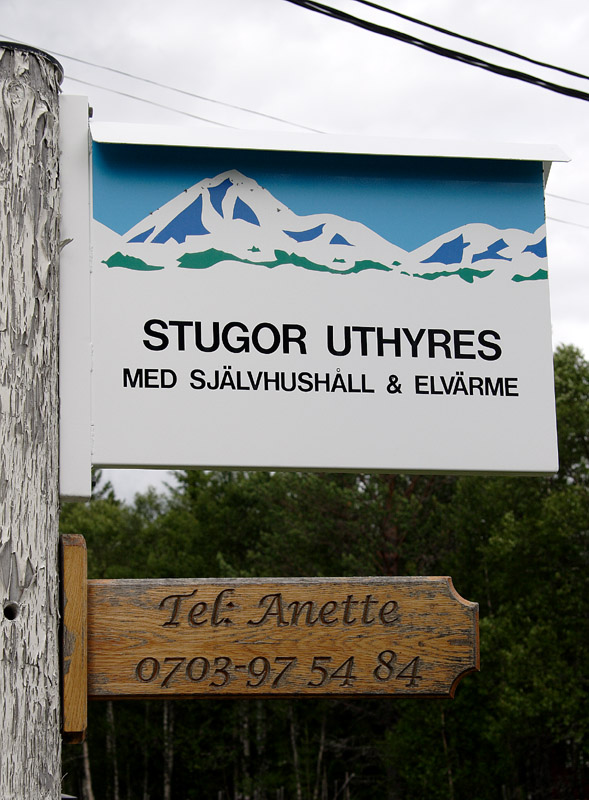 STUGOR UTHYRES
MED SJÄLVHUSHÅLL & ELVÄRME
Tel: Anette
0703-97 54 84